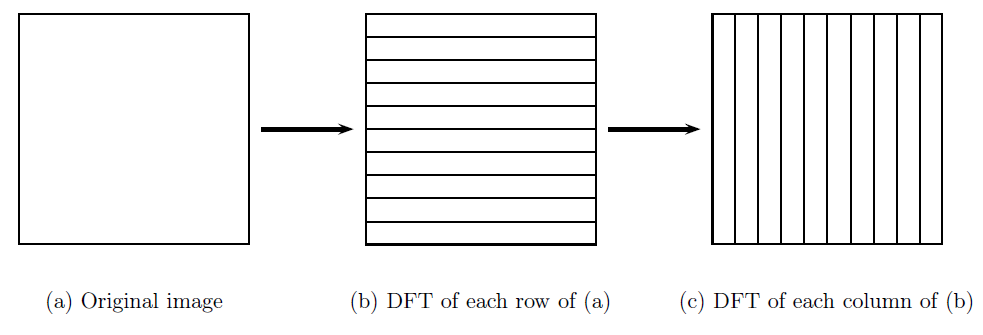 (a) Original image
(b) DFT of each row of (a)
(c) DFT of each column of (b)